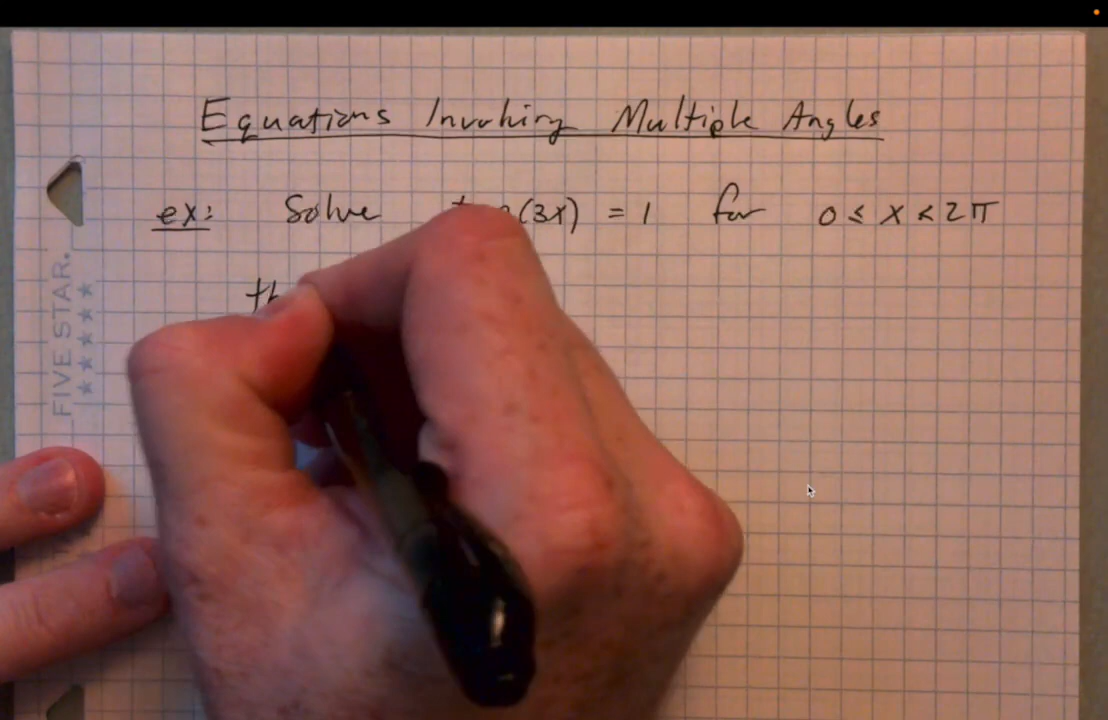 Equations Involving Multiple Angles
ex: Solve (3x) = 1 for 0 ≤ x < 2π
FIVE STAR.
★★★★★